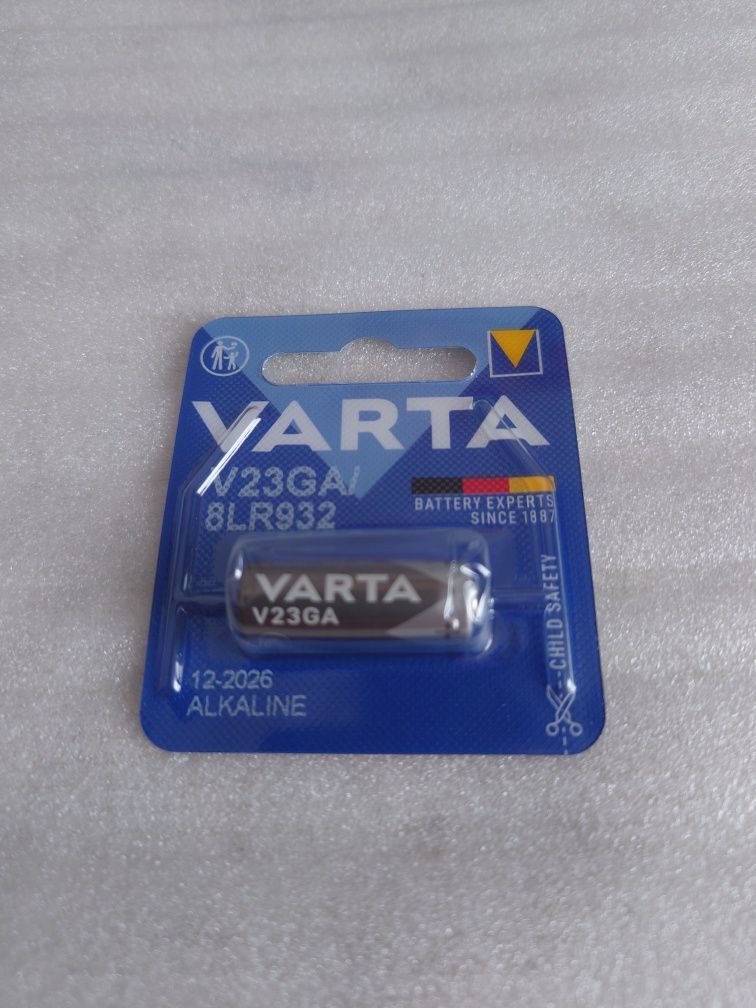 VARTA
V23GA/
8LR932
BATTERY EXPERTS
SINCE 1887
VARTA
V23GA
CHILD SAFETY
12-2026
ALKALINE